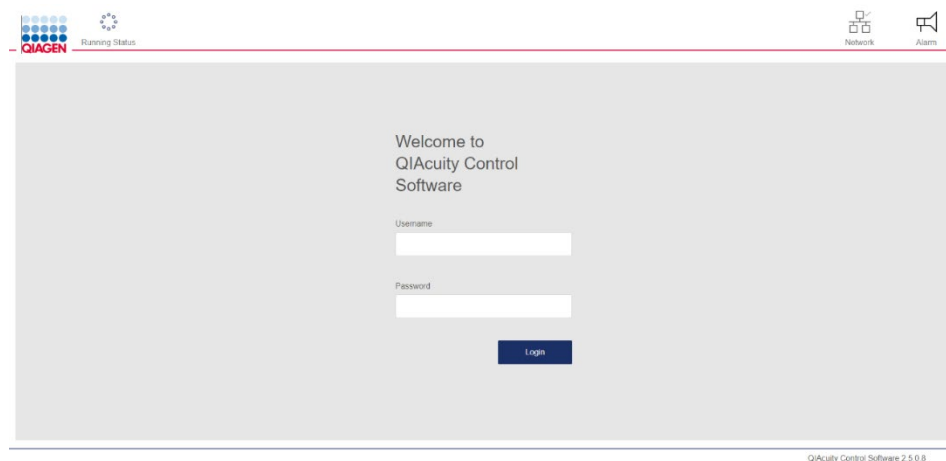 QIAGEN
Running Status
Network
Alarm
Welcome to
QIAcuity Control
Software
Username
Password
Login
QIAcuity Control Software 2.5.0.8